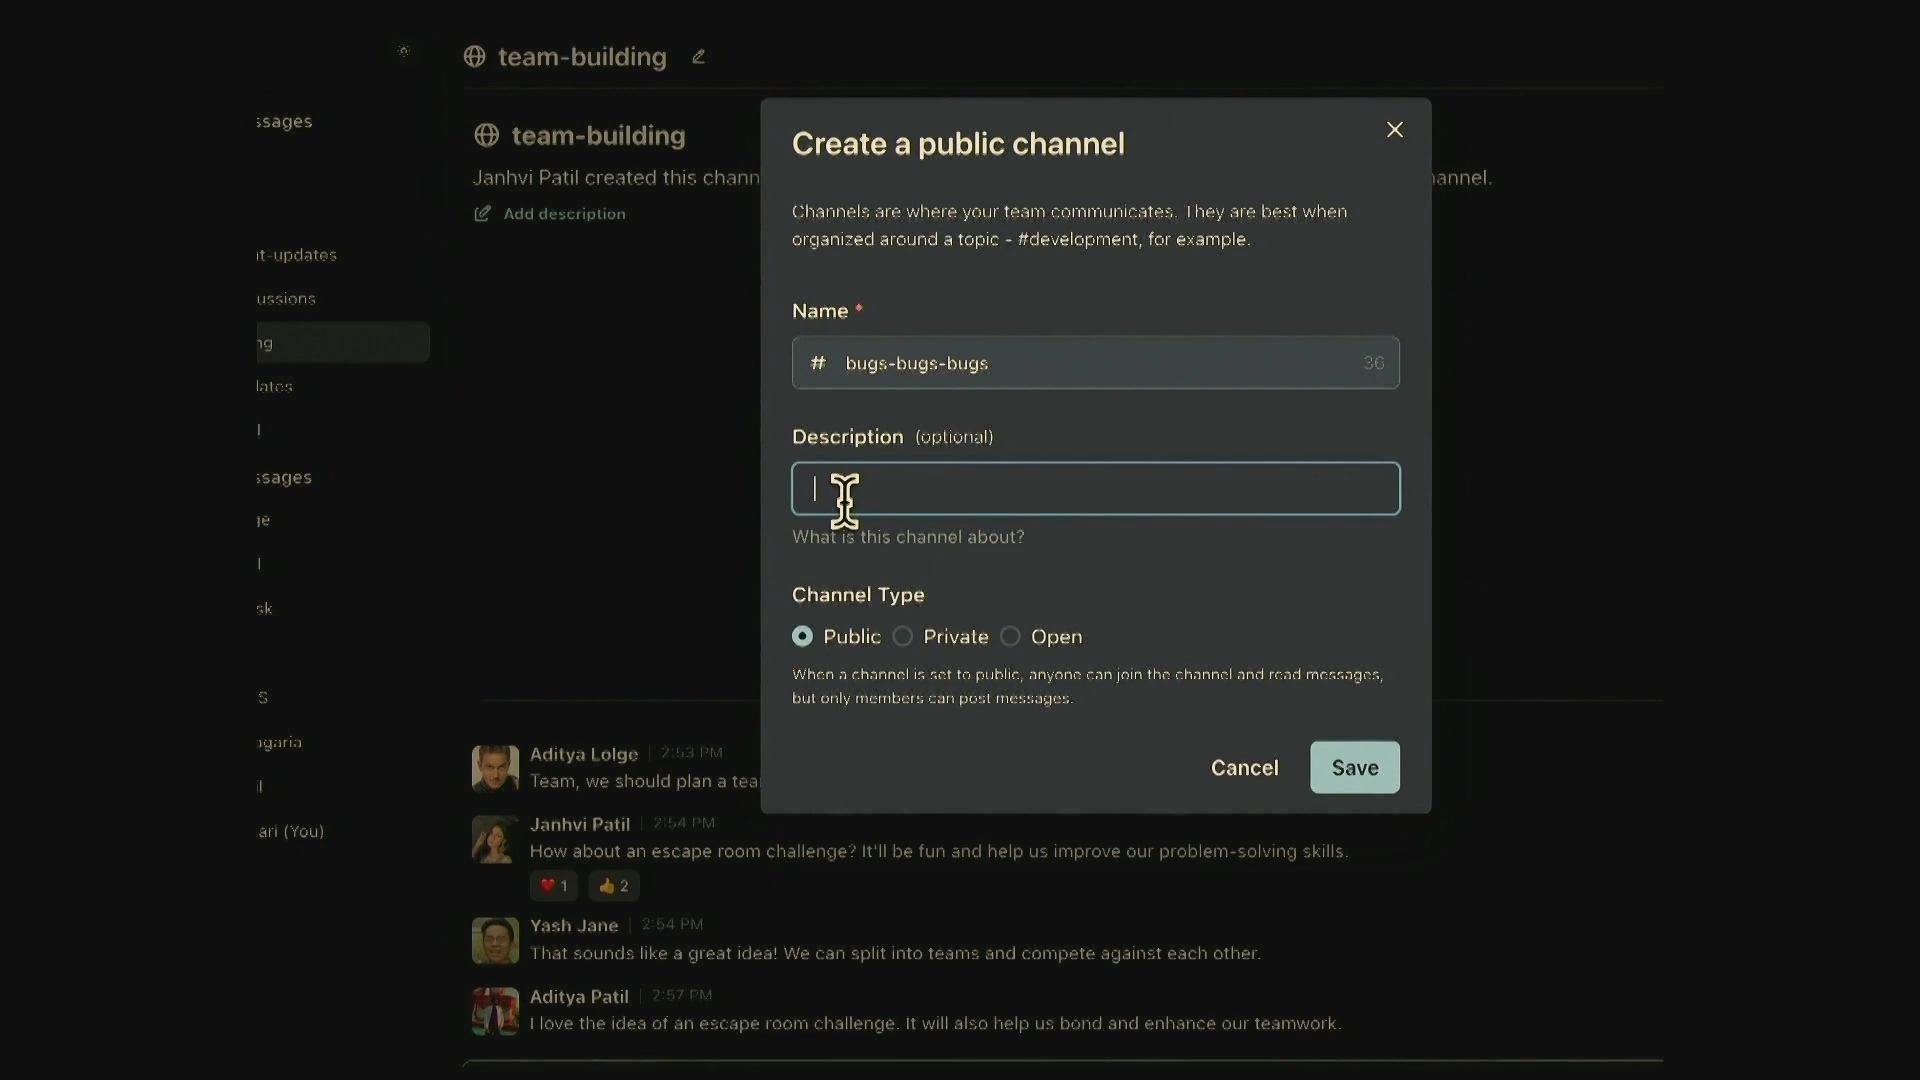 team-building
ssages
team-building
Janhvi Patil created this chann
annel.
Add description
t-updates
ussions
ng
lates
ssages
ge
sk
S
agaria
ari (You)
Create a public channel
Channels are where your team communicates. They are best when
organized around a topic - #development, for example.
Name *
# bugs-bugs-bugs 36
Description (optional)
What is this channel about?
Channel Type
Public Private Open
When a channel is set to public, anyone can join the channel and read messages,
but only members can post messages.
Cancel Save
Aditya Lolge 2:53 PM
Team, we should plan a tea
Janhvi Patil 2:54 PM
How about an escape room challenge? It'll be fun and help us improve our problem-solving skills.
1 2
Yash Jane 2:54 PM
That sounds like a great idea! We can split into teams and compete against each other.
Aditya Patil 2:57 PM
I love the idea of an escape room challenge. It will also help us bond and enhance our teamwork.